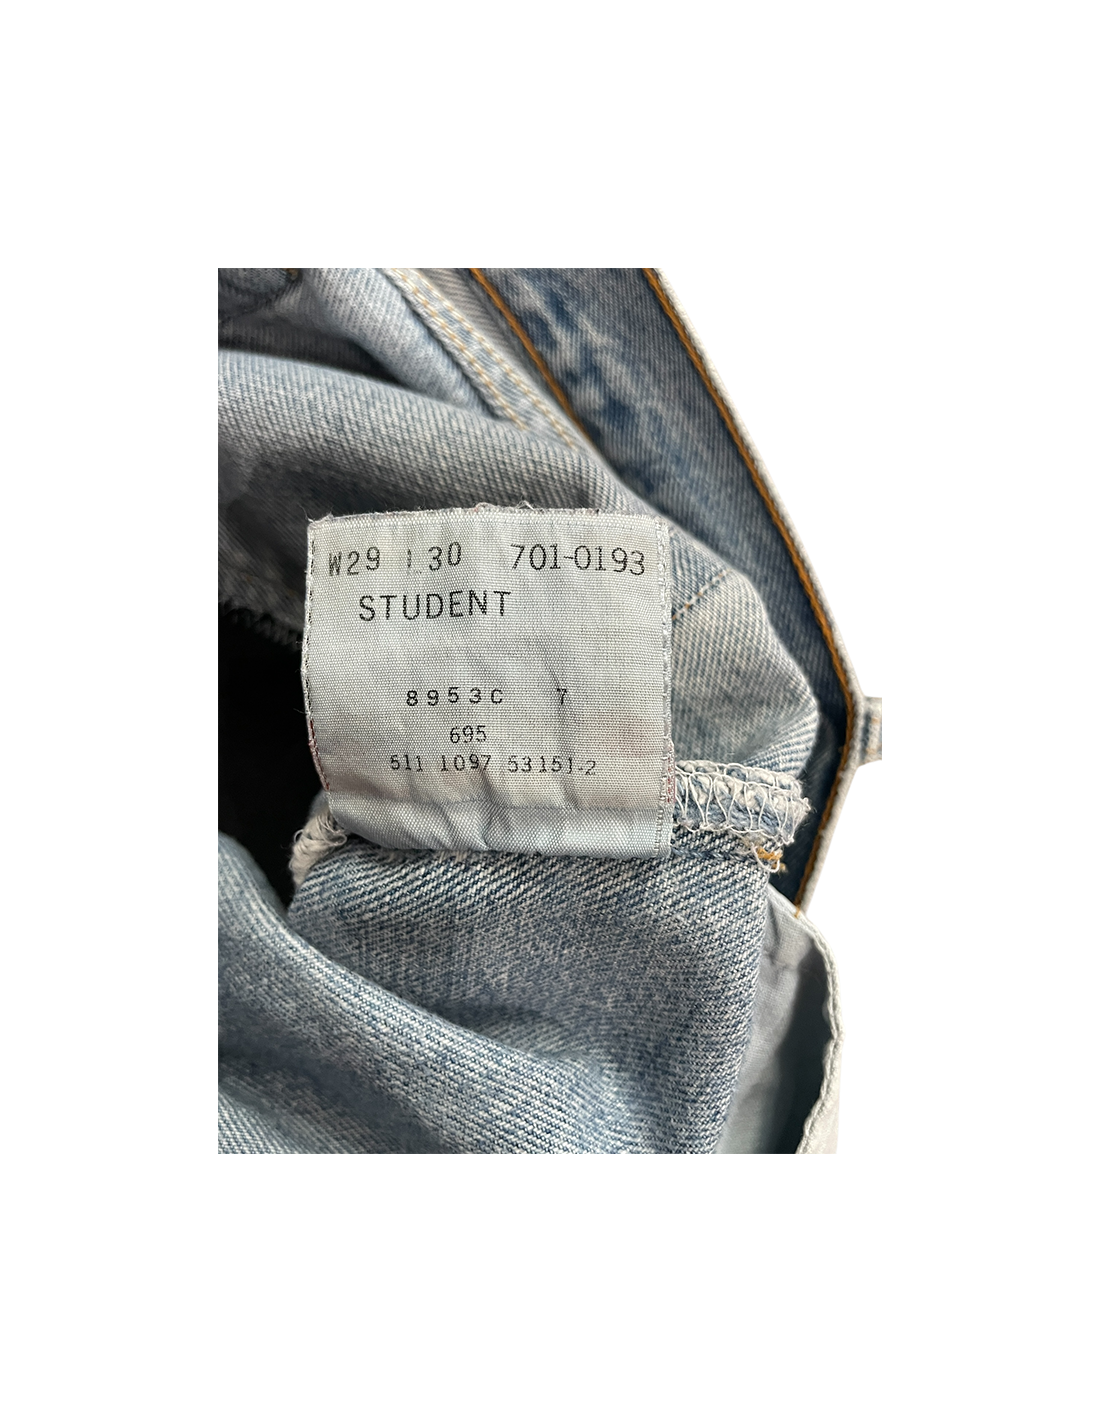 W29 L30 701-0193
STUDENT
8953C 7
695
511 1097 53151-2